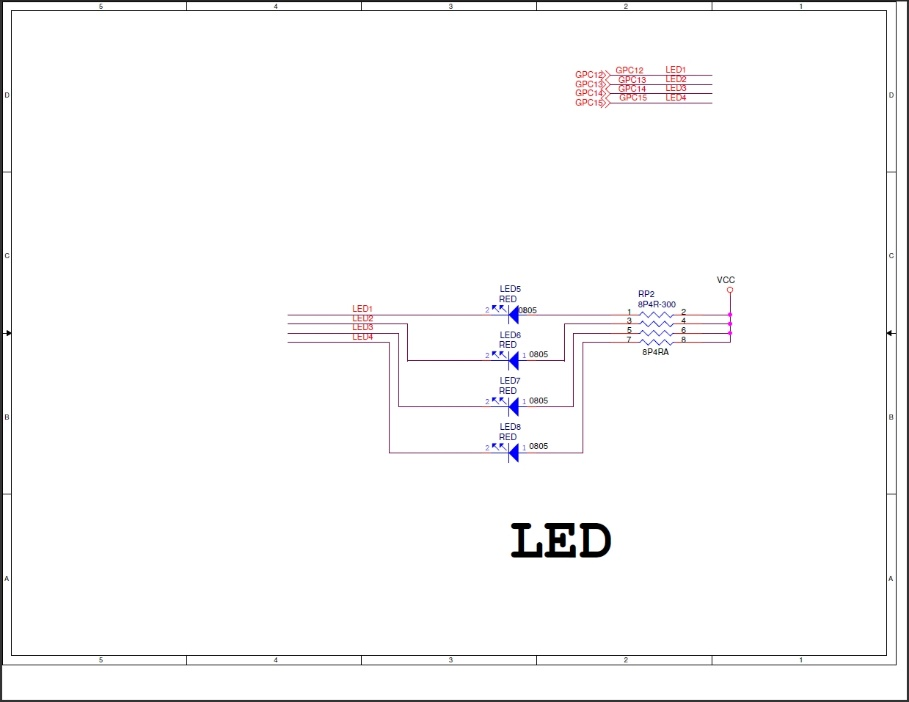 5 4 3 2 1
D D
GPC12 GPC12 LED1
GPC13 GPC13 LED2
GPC14 GPC14 LED3
GPC15 GPC15 LED4
C C
VCC
LED5
RED
RP2
8P4R-300
LED1 2 0805 1 2
LED2 3 4
LED3 5 6
LED4 7 8
8P4RA
LED6
RED
2 1 0805
LED7
RED
2 1 0805
B B
LED8
RED
2 1 0805
LED
A A
5 4 3 2 1